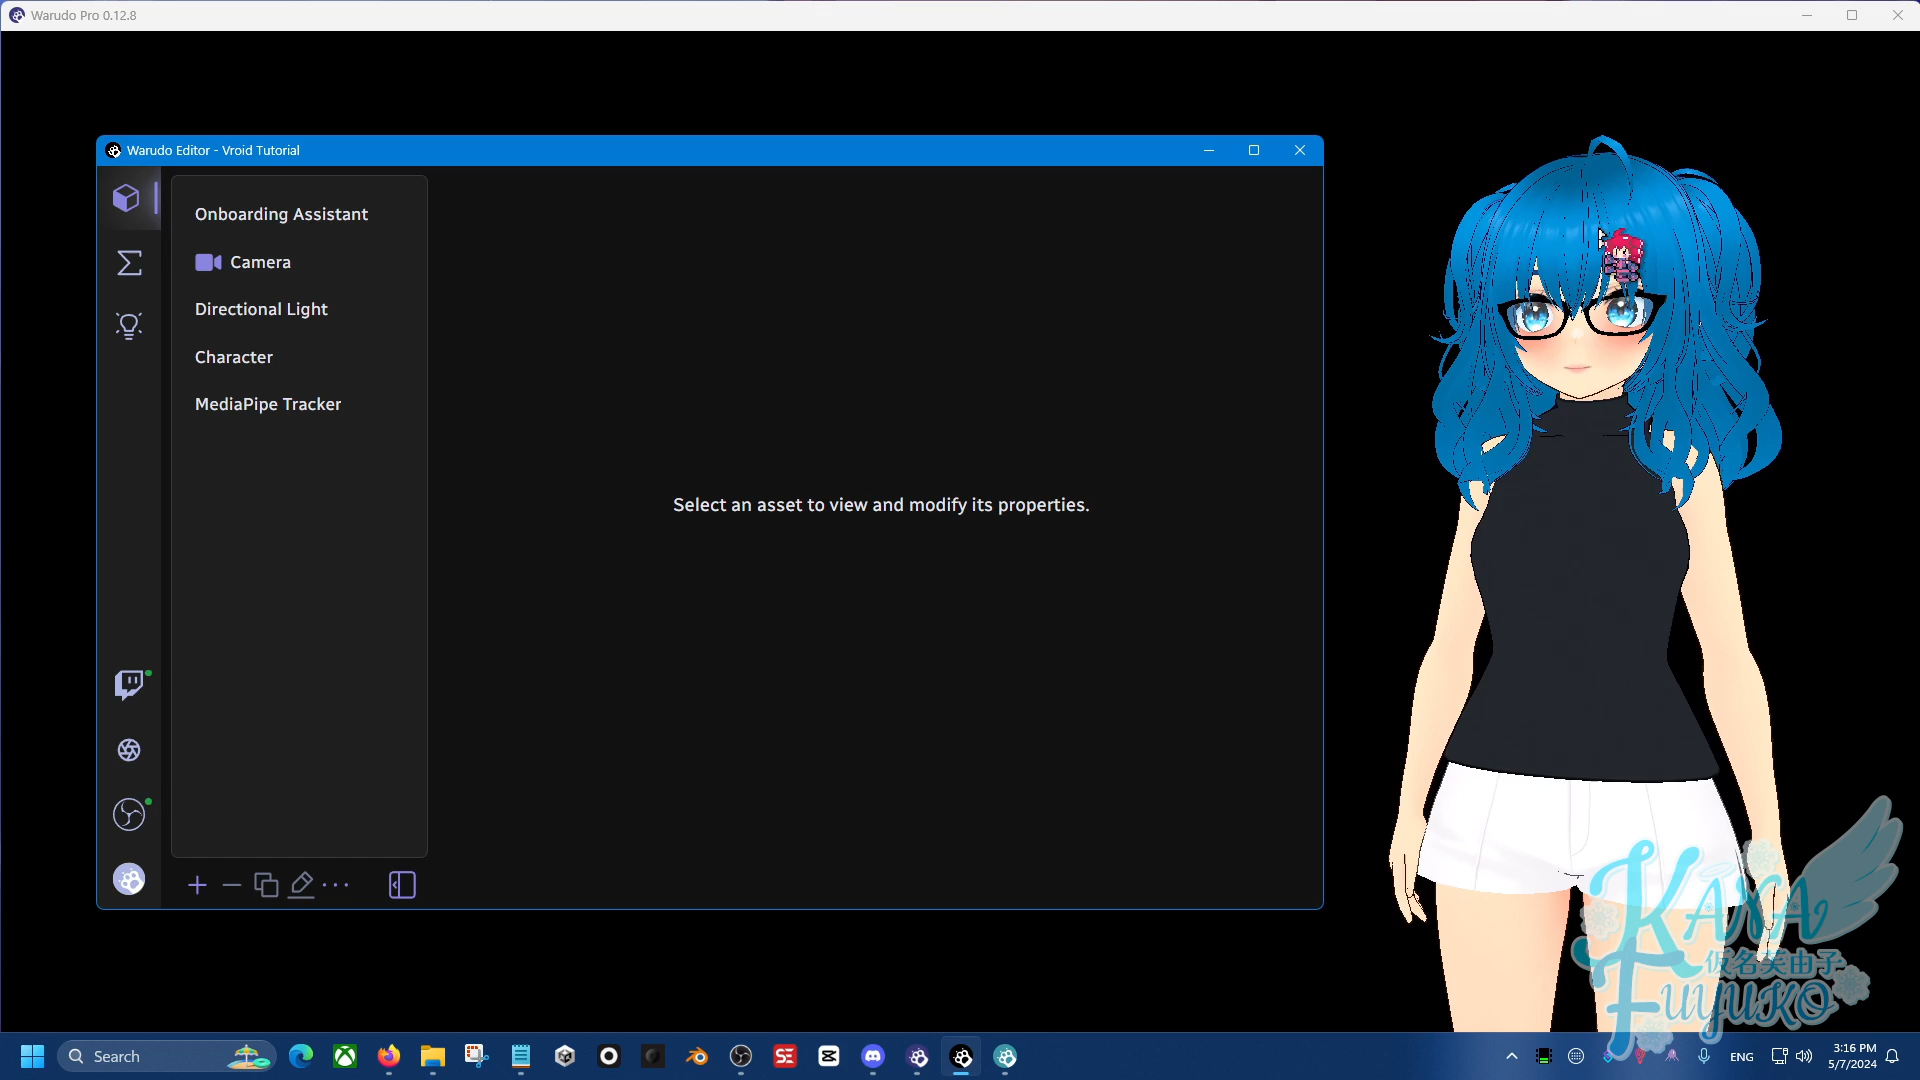 Warudo Pro 0.12.8
Warudo Editor - Vroid Tutorial
Onboarding Assistant
Camera
Directional Light
Character
MediaPipe Tracker
Select an asset to view and modify its properties.
KANA
仮名芙由子
FUYUKO
Search
SE
ENG
3:16 PM
5/7/2024